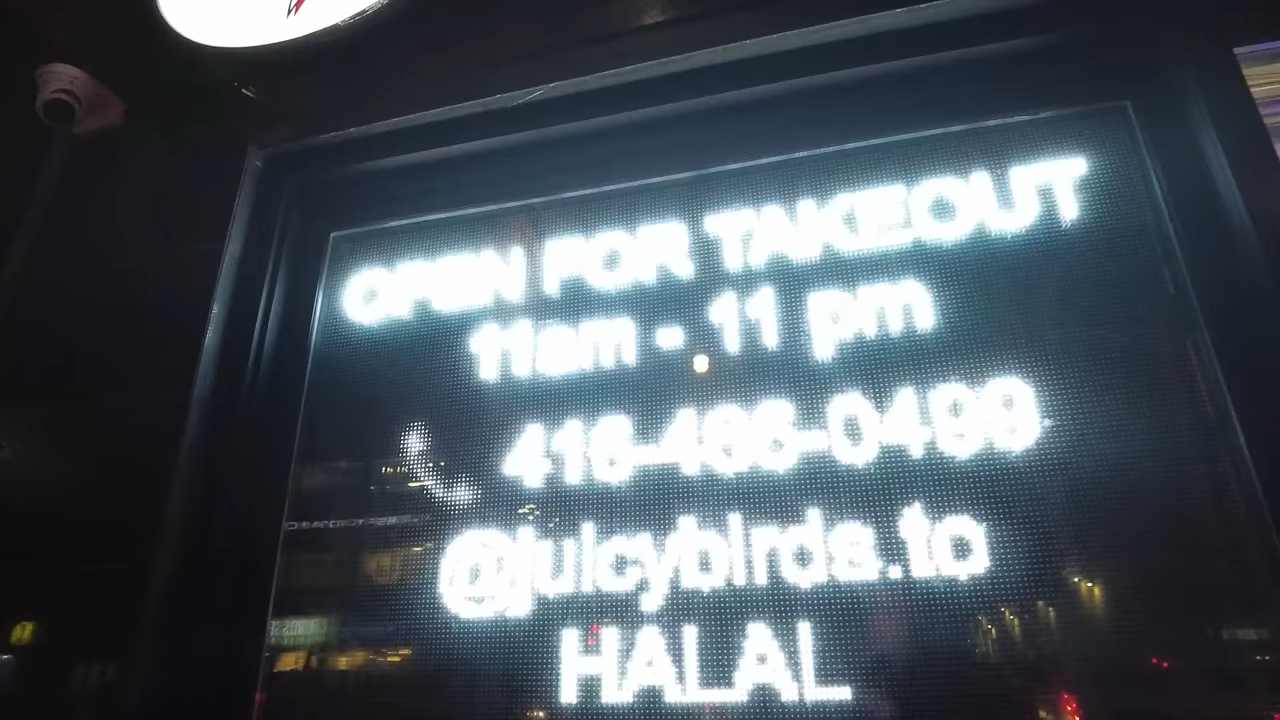 OPEN FOR TAKEOUT
11am - 11 pm
416-466-0499
@juicybirds.to
HALAL